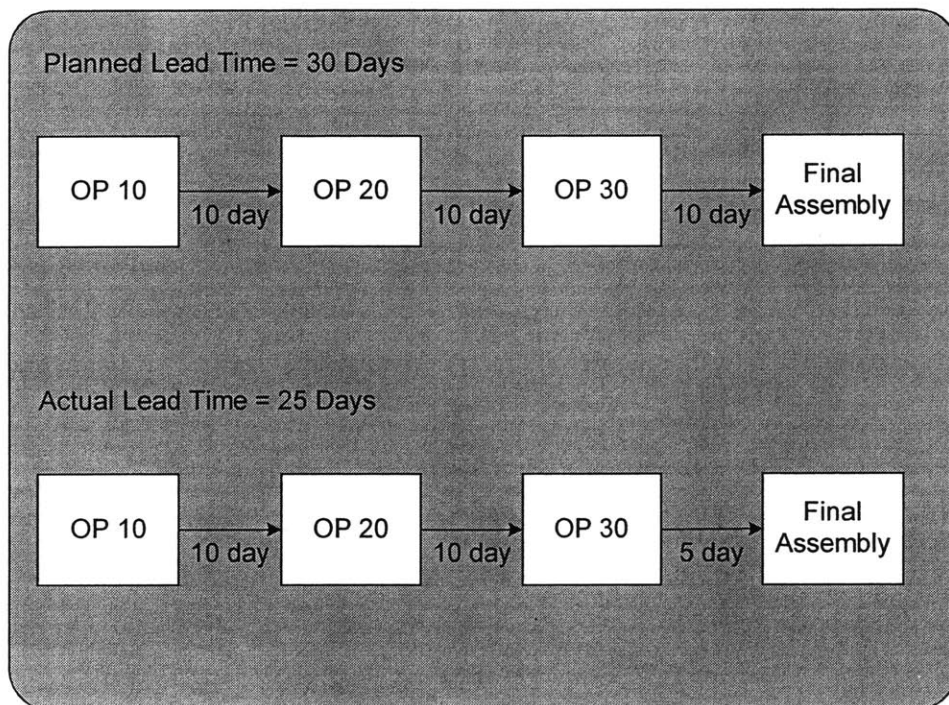 Planned Lead Time = 30 Days
OP 10
OP 20
OP 30
Final
Assembly
10 day
10 day
10 day
Actual Lead Time = 25 Days
OP 10
OP 20
OP 30
Final
Assembly
10 day
10 day
5 day